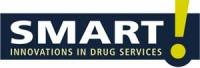 SMART!
INNOVATIONS IN DRUG SERVICES